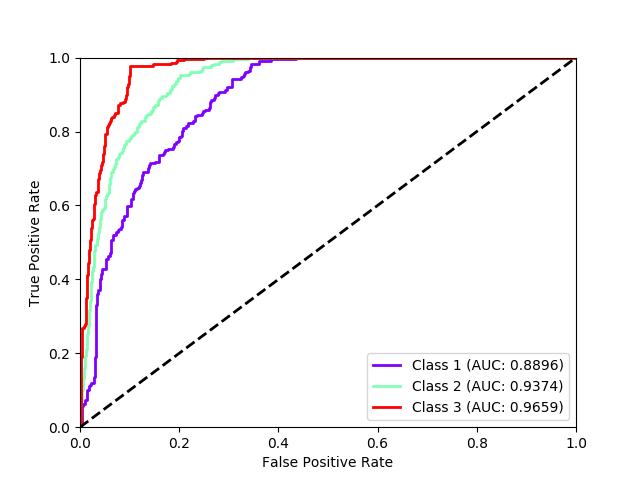 1.0
0.8
0.6
0.4
0.2
0.0
True Positive Rate
Class 1 (AUC: 0.8896)
Class 2 (AUC: 0.9374)
Class 3 (AUC: 0.9659)
0.0 0.2 0.4 0.6 0.8 1.0
False Positive Rate